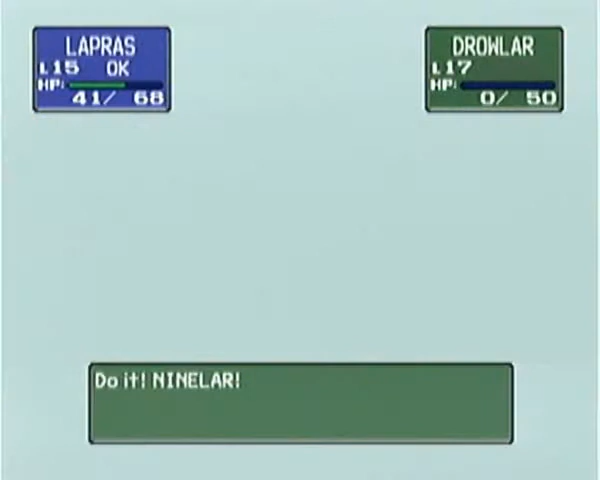 LAPRAS
L15 OK
HP:
41/ 68
DROWLAR
L17
HP:
0/ 50
Do it! NINELAR!